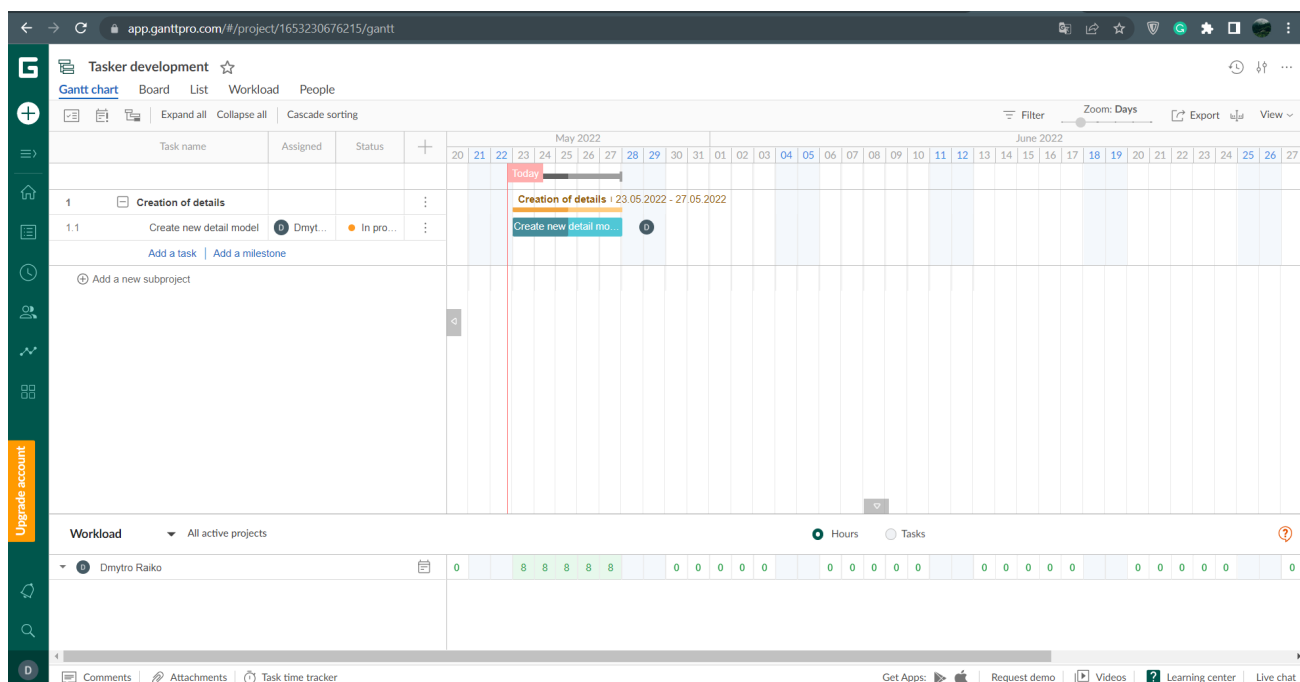 app.ganttpro.com/#/project/1653230676215/gantt
Tasker development
Gantt chart Board List Workload People
Expand all Collapse all Cascade sorting Filter Zoom: Days Export View
Task name Assigned Status May 2022 June 2022
20 21 22 23 24 25 26 27 28 29 30 31 01 02 03 04 05 06 07 08 09 10 11 12 13 14 15 16 17 18 19 20 21 22 23 24 25 26 27
Today
1 Creation of details Creation of details 23.05.2022 - 27.05.2022
1.1 Create new detail model D Dmyt... In pro... Create new detail mo... D
Add a task Add a milestone
Add a new subproject
Upgrade account
Workload All active projects Hours Tasks ?
D Dmytro Raiko 0 8 8 8 8 8 0 0 0 0 0 0 0 0 0 0 0 0 0 0 0 0 0 0 0 0 0
D
Comments Attachments Task time tracker Get Apps: Request demo Videos ? Learning center Live chat